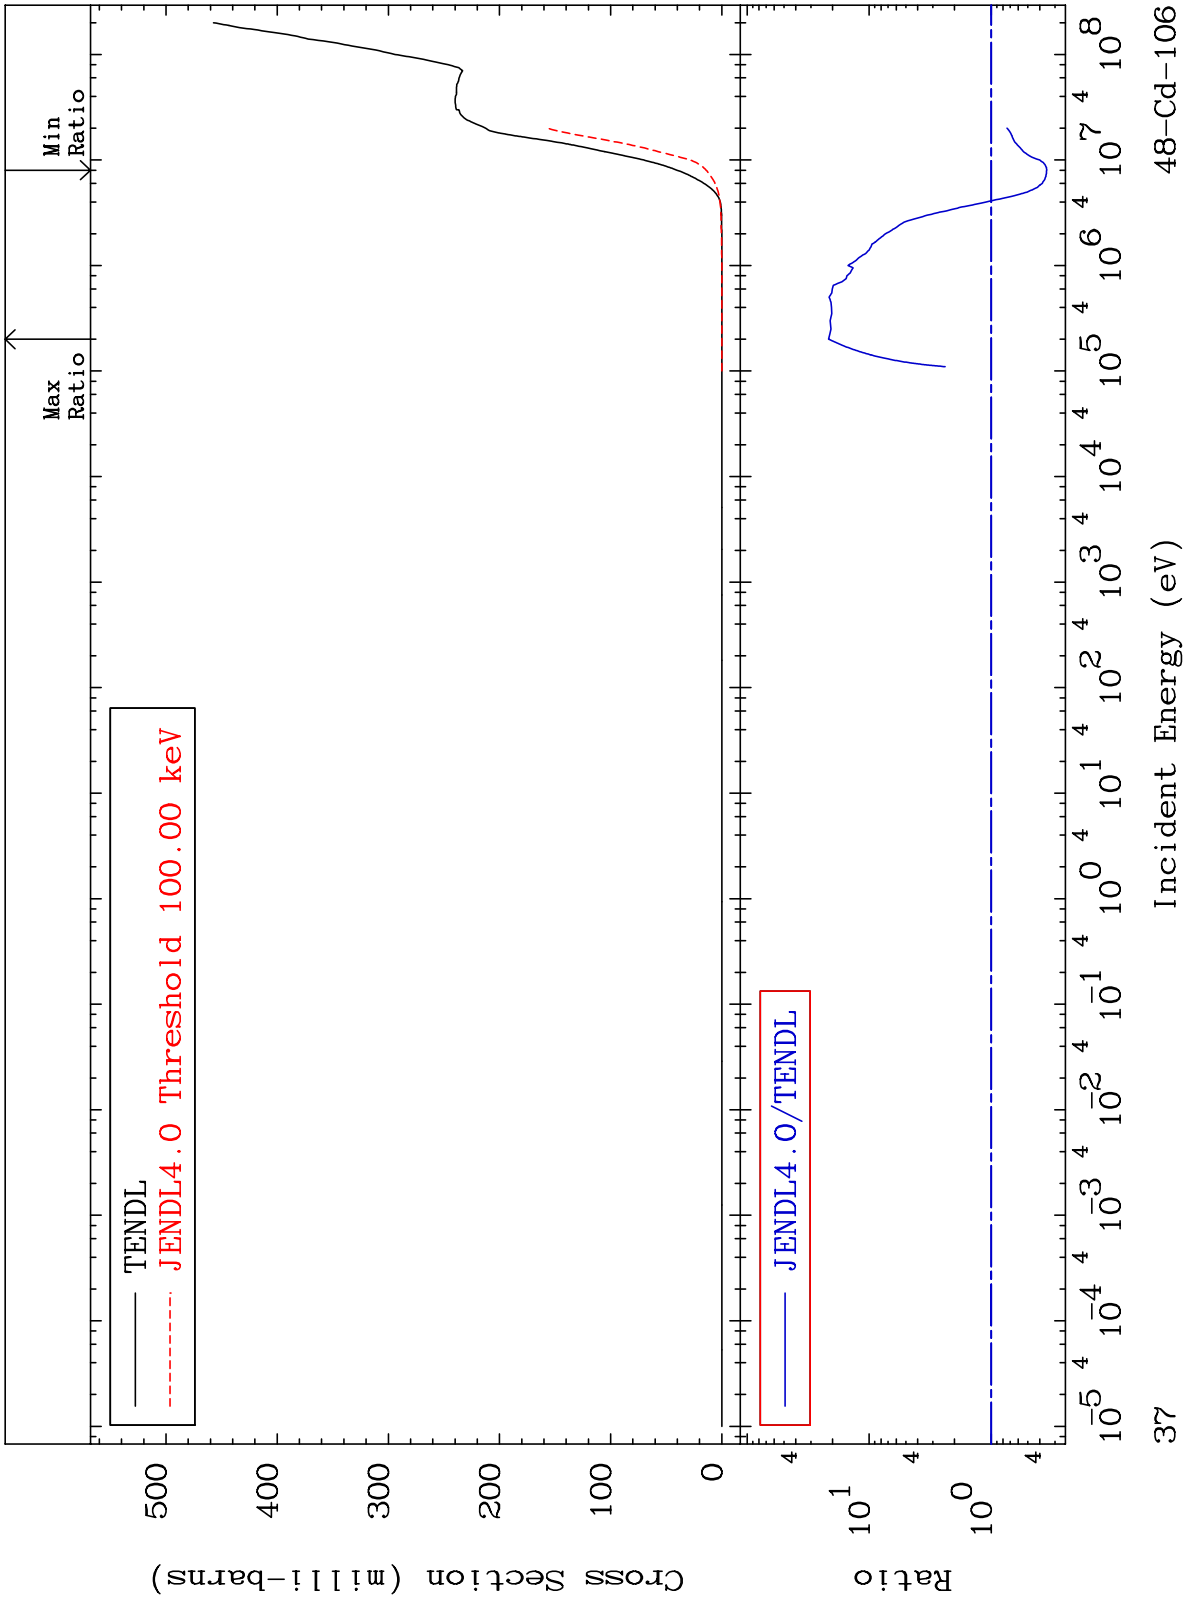 Max
Ratio
Min
Ratio
TENDL
JENDL4.0 Threshold 100.00 keV
Cross Section (milli-barns)
500
400
300
200
100
0
JENDL4.0/TENDL
Ratio
4
10^1
4
10^0
4
10^-5 4 10^-4 4 10^-3 4 10^-2 4 10^-1 4 10^0 4 10^1 4 10^2 4 10^3 4 10^4 4 10^5 4 10^6 4 10^7 4 10^8
Incident Energy (eV)
37
48-Cd-106